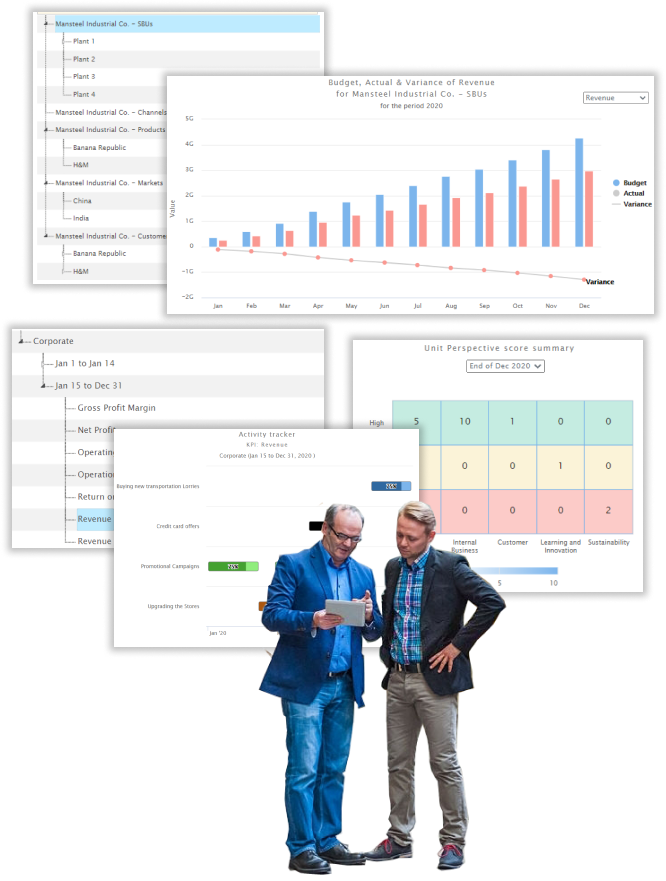 Mansteel Industrial Co. - SBUs
Plant 1
Plant 2
Plant 3
Plant 4
Mansteel Industrial Co. - Channels
Mansteel Industrial Co. - Products
Banana Republic
H&M
Mansteel Industrial Co. - Markets
China
India
Mansteel Industrial Co. - Custome
Banana Republic
H&M
Budget, Actual & Variance of Revenue
for Mansteel Industrial Co. - SBUs
for the period 2020
Revenue
5G
4G
3G
2G
1G
0
-1G
-2G
Value
Jan Feb Mar Apr May Jun Jul Aug Sep Oct Nov Dec
Budget
Actual
Variance
Variance
Corporate
Jan 1 to Jan 14
Jan 15 to Dec 31
Gross Profit Margin
Net Profi
Operatin
Operatio
Return o
Revenue
Revenue
Activity tracker
KPI: Revenue
Corporate (Jan 15 to Dec 31, 2020 )
Buying new transportation Lorries
25%
Credit card offers
Promotional Campaigns
25%
Upgrading the Stores
Jan '20
Unit Perspective score summary
End of Dec 2020
High
5 10 1 0 0
0 0 1 0
0 0 0 2
Internal
Business
Customer
Learning and
Innovation
Sustainability
5 10